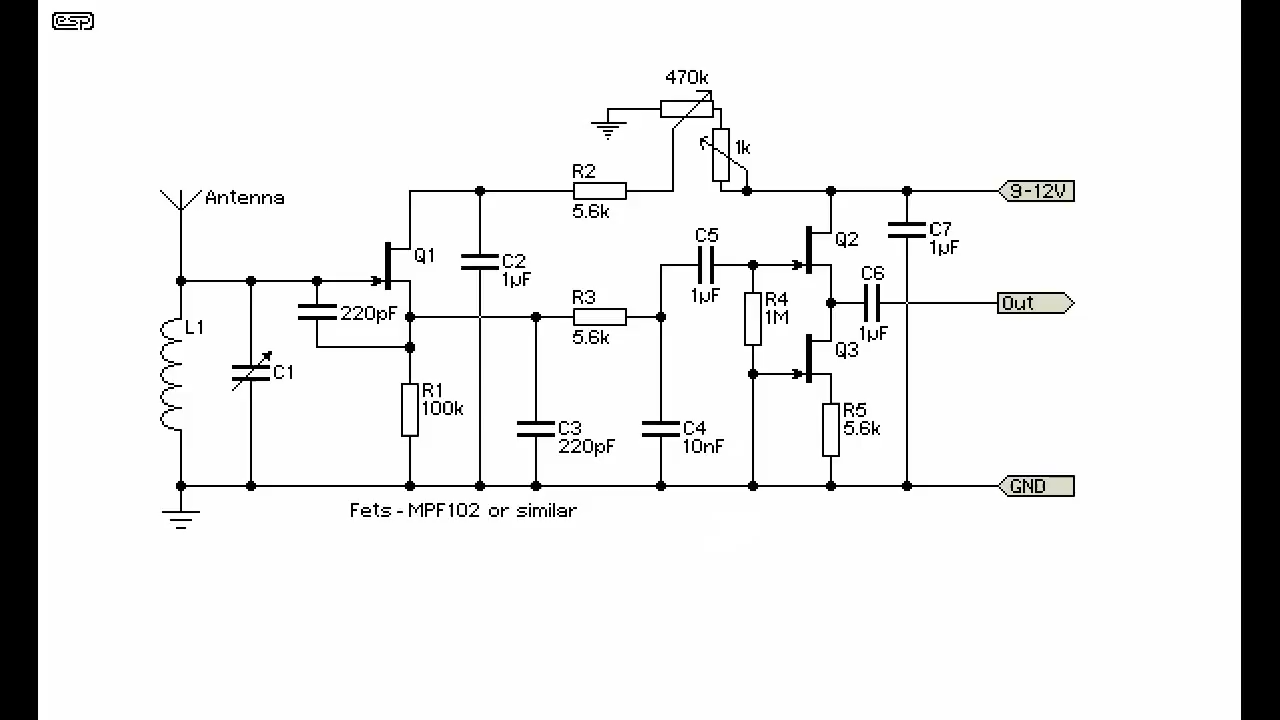 esp
470k
1k
R2
5.6k
Antenna
9-12V
Q1
C2
1µF
C5
1µF
Q2
C7
1µF
220pF
L1
R3
5.6k
R4
1M
C6
1µF
Out
Q3
C1
R1
100k
C3
220pF
C4
10nF
R5
5.6k
GND
Fets - MPF102 or similar